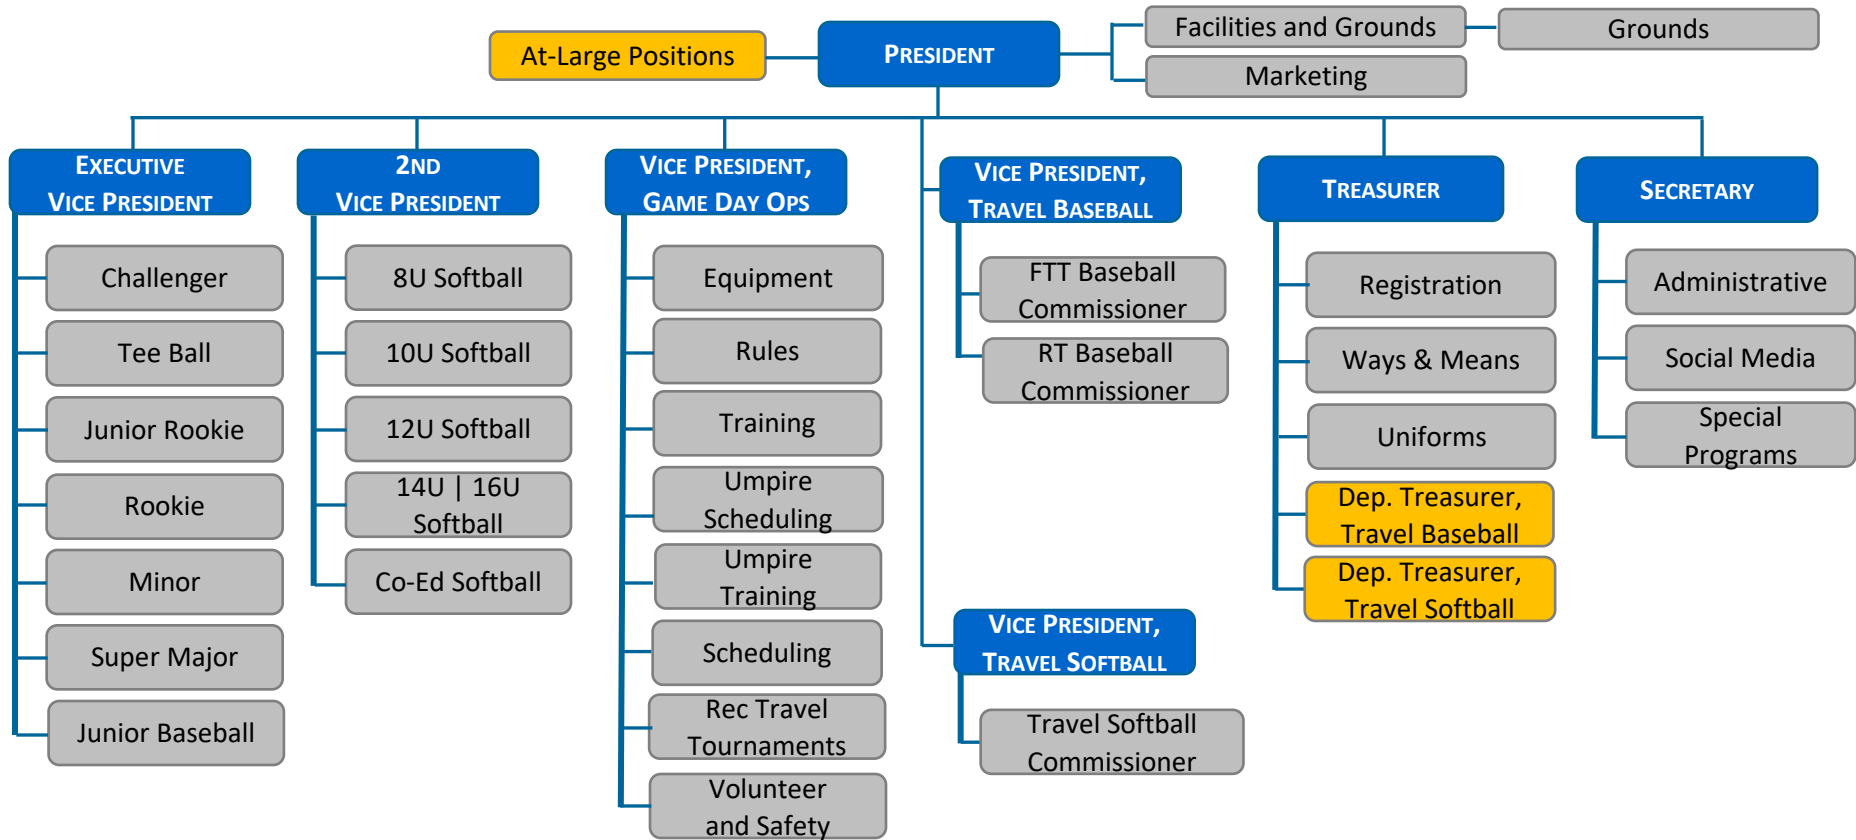 At-Large Positions
PRESIDENT
Facilities and Grounds
Grounds
Marketing
EXECUTIVE
VICE PRESIDENT
Challenger
Tee Ball
Junior Rookie
Rookie
Minor
Super Major
Junior Baseball
2ND
VICE PRESIDENT
8U Softball
10U Softball
12U Softball
14U | 16U
Softball
Co-Ed Softball
VICE PRESIDENT,
GAME DAY OPS
Equipment
Rules
Training
Umpire
Scheduling
Umpire
Training
Scheduling
Rec Travel
Tournaments
Volunteer
and Safety
VICE PRESIDENT,
TRAVEL BASEBALL
FTT Baseball
Commissioner
RT Baseball
Commissioner
VICE PRESIDENT,
TRAVEL SOFTBALL
Travel Softball
Commissioner
TREASURER
Registration
Ways & Means
Uniforms
Dep. Treasurer,
Travel Baseball
Dep. Treasurer,
Travel Softball
SECRETARY
Administrative
Social Media
Special
Programs